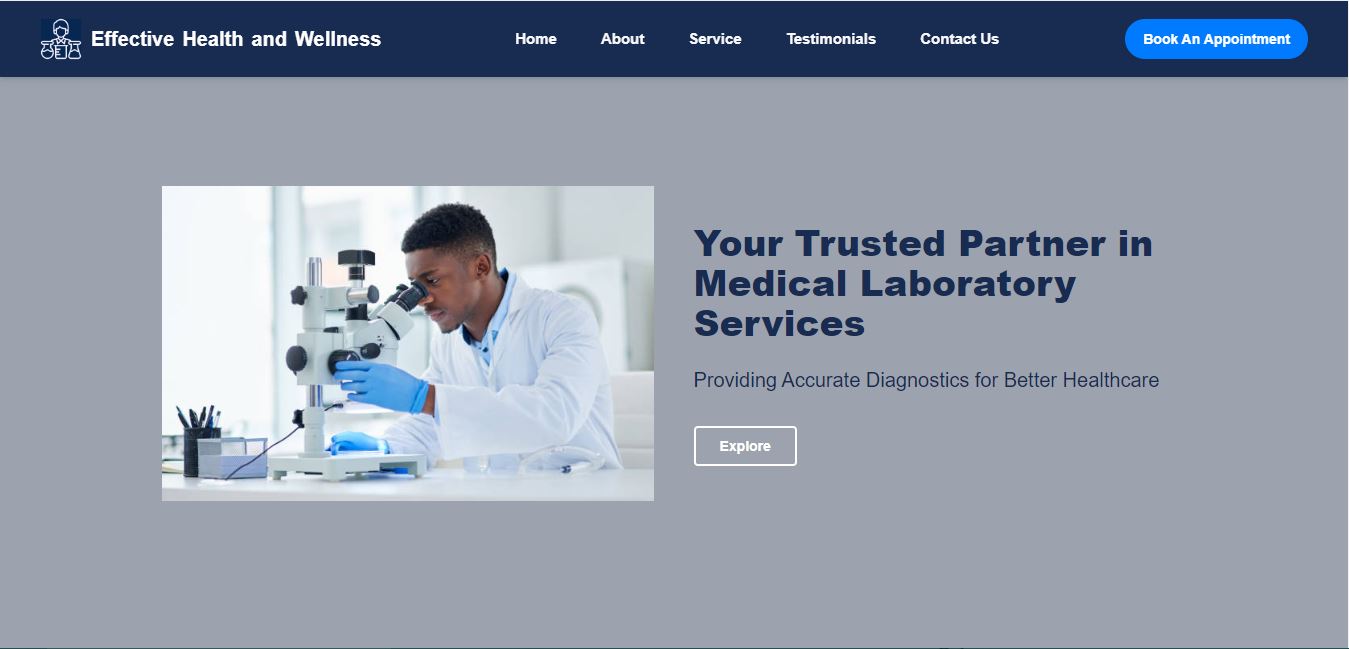 Effective Health and Wellness
Home
About
Service
Testimonials
Contact Us
Book An Appointment
Your Trusted Partner in
Medical Laboratory
Services
Providing Accurate Diagnostics for Better Healthcare
Explore